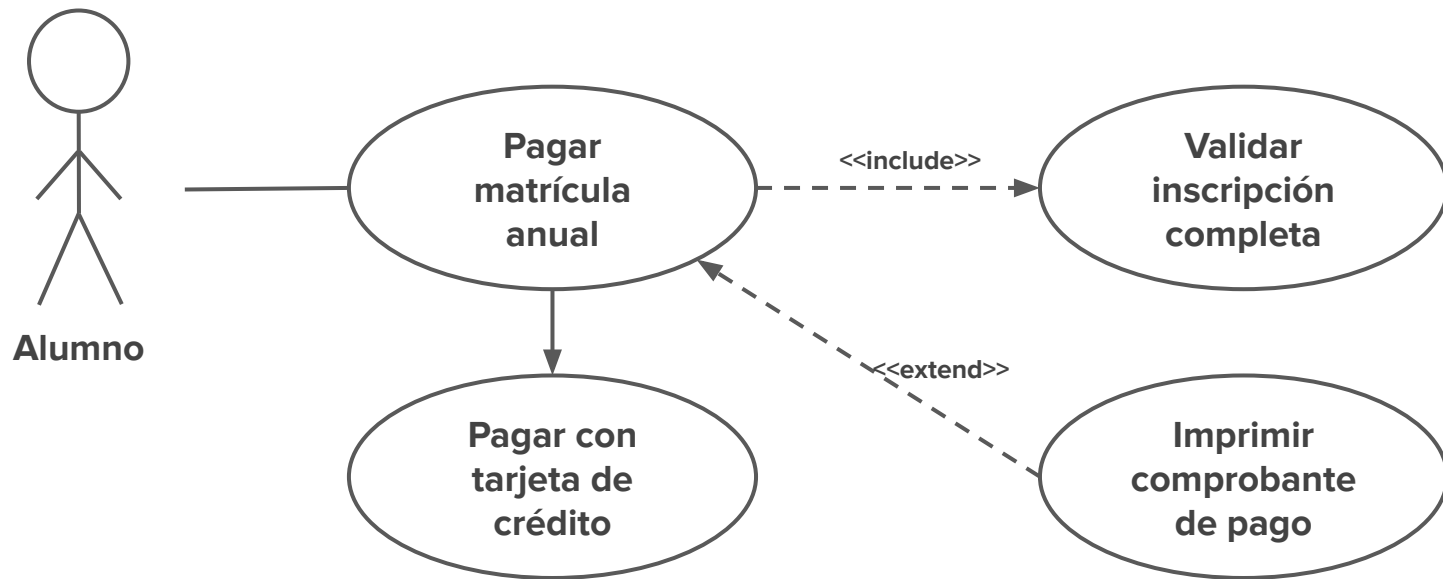 Pagar
matrícula
anual
<<include>>
Validar
inscripción
completa
Alumno
<<extend>>
Pagar con
tarjeta de
crédito
Imprimir
comprobante
de pago